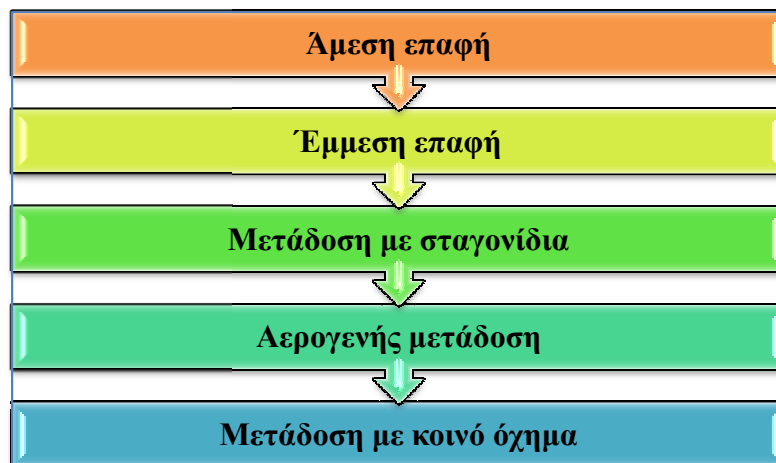 Άμεση επαφή
Έμμεση επαφή
Μετάδοση με σταγονίδια
Αερογενής μετάδοση
Μετάδοση με κοινό όχημα